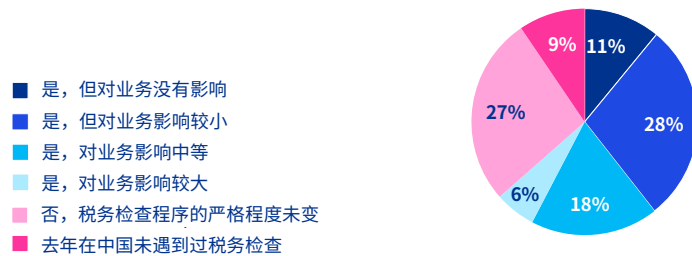 是，但对业务没有影响
是，但对业务影响较小
是，对业务影响中等
是，对业务影响较大
否，税务检查程序的严格程度未变
去年在中国未遇到过税务检查
9%
11%
27%
28%
6%
18%